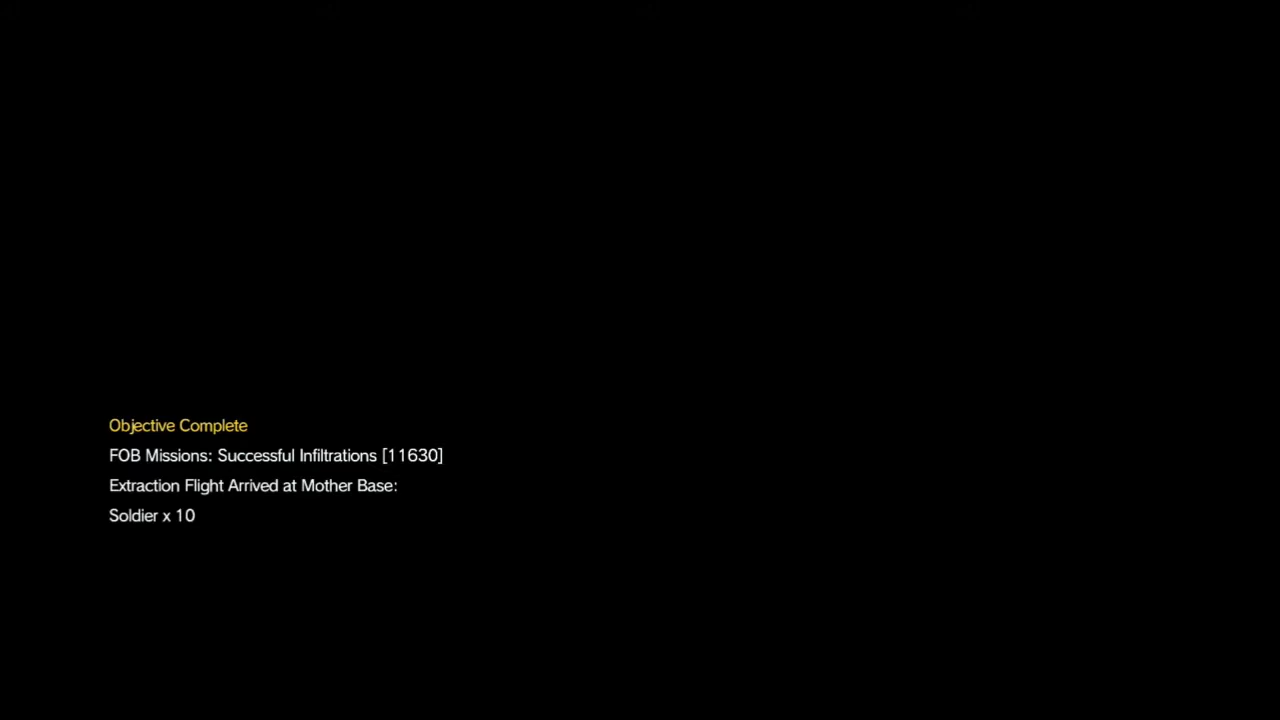 Objective Complete
FOB Missions: Successful Infiltrations [11630]
Extraction Flight Arrived at Mother Base:
Soldier x 10